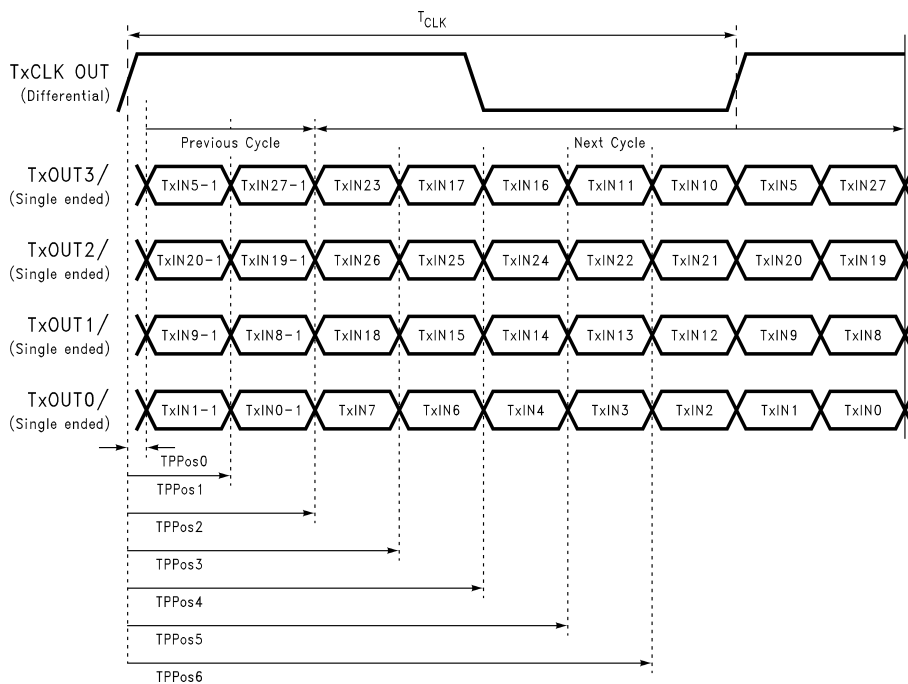 TCLK
TxCLK OUT
(Differential)
Previous Cycle
Next Cycle
TxOUT3/
(Single ended)
TxIN5-1 TxIN27-1 TxIN23 TxIN17 TxIN16 TxIN11 TxIN10 TxIN5 TxIN27
TxOUT2/
(Single ended)
TxIN20-1 TxIN19-1 TxIN26 TxIN25 TxIN24 TxIN22 TxIN21 TxIN20 TxIN19
TxOUT1/
(Single ended)
TxIN9-1 TxIN8-1 TxIN18 TxIN15 TxIN14 TxIN13 TxIN12 TxIN9 TxIN8
TxOUT0/
(Single ended)
TxIN1-1 TxIN0-1 TxIN7 TxIN6 TxIN4 TxIN3 TxIN2 TxIN1 TxIN0
TPPos0
TPPos1
TPPos2
TPPos3
TPPos4
TPPos5
TPPos6